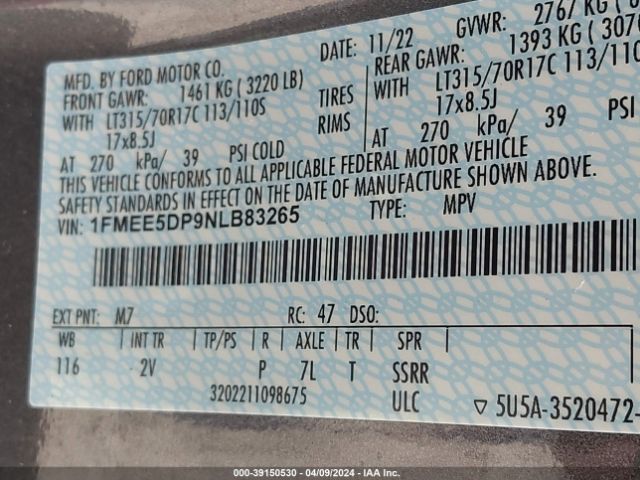 MFD. BY FORD MOTOR CO.
DATE: 11/22
GVWR: 2767 KG
FRONT GAWR: 1461 KG ( 3220 LB)
REAR GAWR: 1393 KG (
WITH LT315/70R17C 113/110S TIRES
WITH LT315/70R17C 113/110S
17x8.5J RIMS
17x8.5J
AT 270 kPa/ 39 PSI COLD
AT 270 kPa/ 39 PSI
THIS VEHICLE CONFORMS TO ALL APPLICABLE FEDERAL MOTOR VEHICLE
SAFETY STANDARDS IN EFFECT ON THE DATE OF MANUFACTURE SHOWN ABOVE.
VIN: 1FMEE5DP9NLB83265 TYPE: MPV
EXT PNT: M7 RC: 47 DSO:
WB INT TR TP/PS R AXLE TR SPR
116 2V P 7L T SSRR
3202211098675 ULC ▽ 5U5A-3520472-
000-39150530 - 04/09/2024 - IAA Inc.